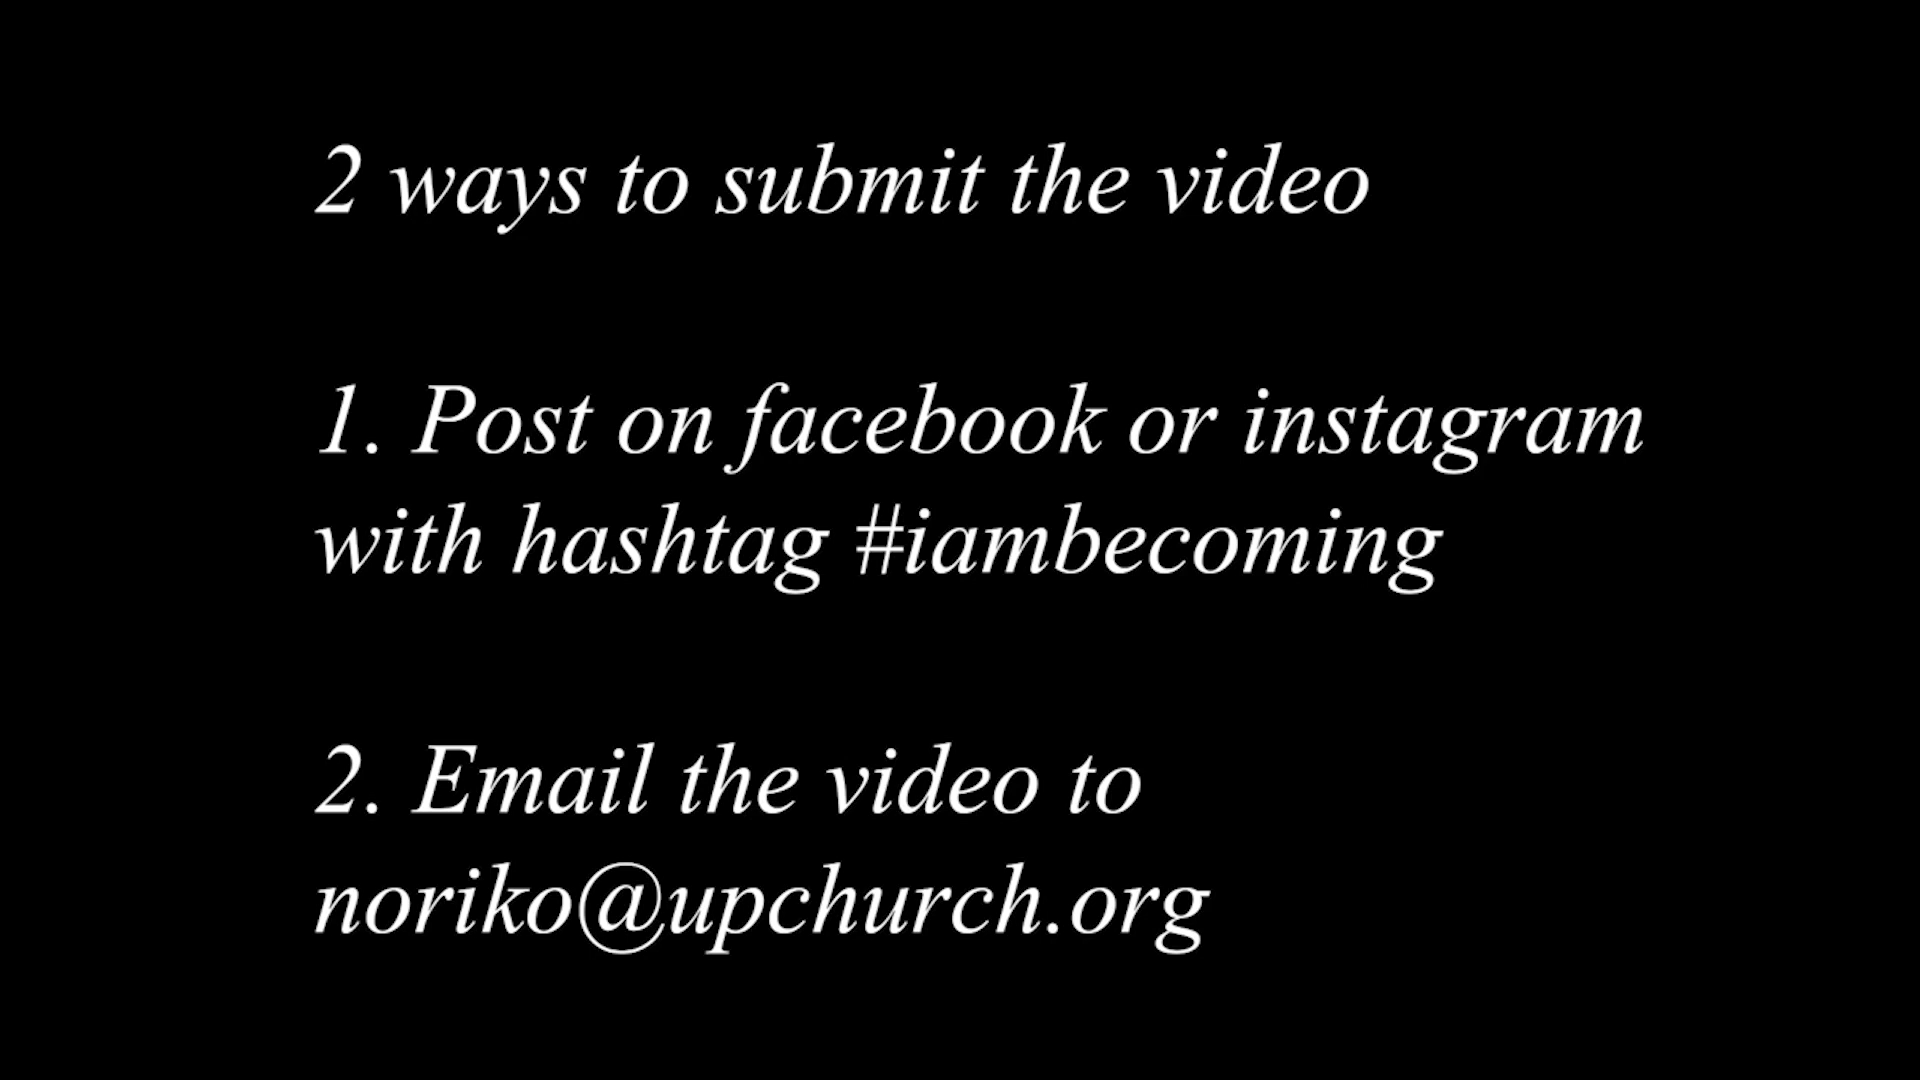 2 ways to submit the video
1. Post on facebook or instagram
with hashtag #iambecoming
2. Email the video to
noriko@upchurch.org